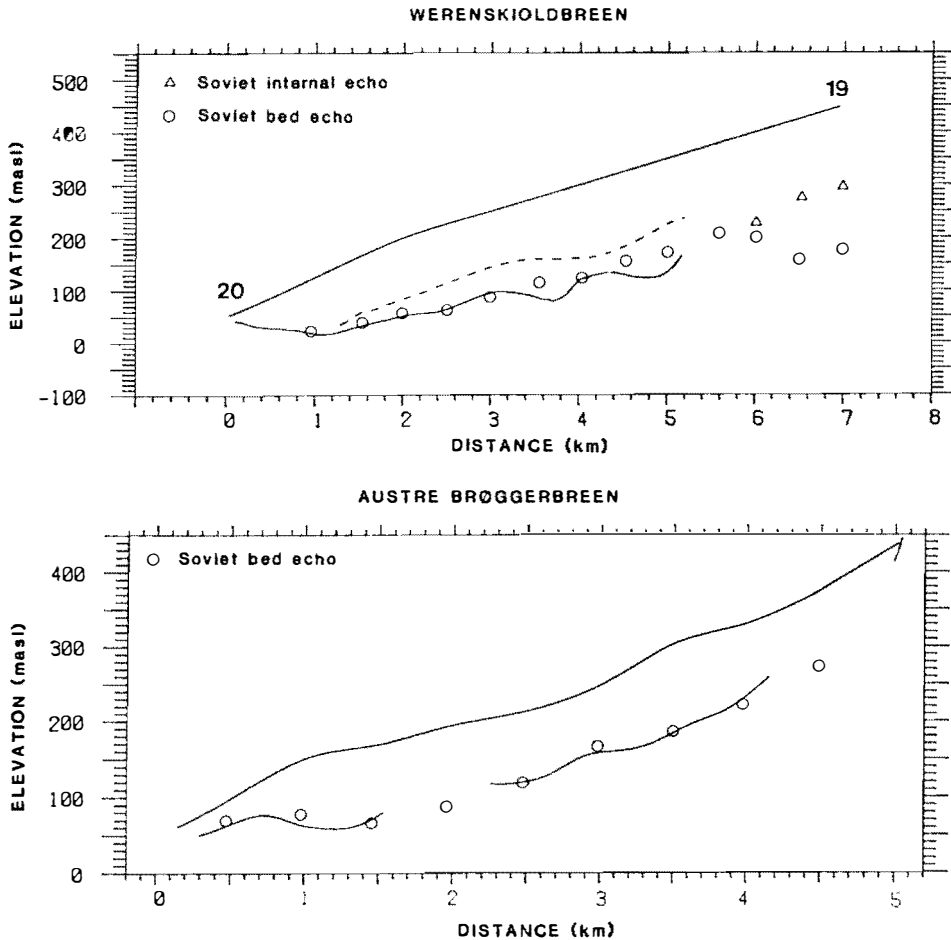 WERENSKIOLDBREEN
△ Soviet internal echo
○ Soviet bed echo
19
20
500
400
300
200
100
0
-100
ELEVATION (masl)
0 1 2 3 4 5 6 7 8
DISTANCE (km)
AUSTRE BRØGGERBREEN
○ Soviet bed echo
400
300
200
100
0
ELEVATION (masl)
0 1 2 3 4 5
DISTANCE (km)